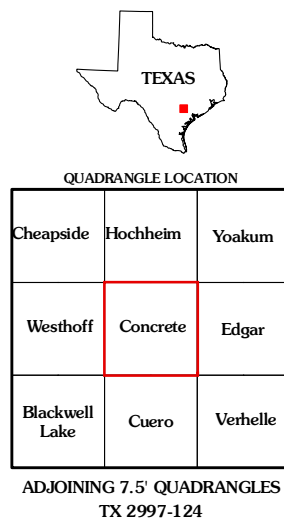 TEXAS
QUADRANGLE LOCATION
Cheapside Hochheim Yoakum
Westhoff Concrete Edgar
Blackwell Lake Cuero Verhelle
ADJOINING 7.5' QUADRANGLES
TX 2997-124